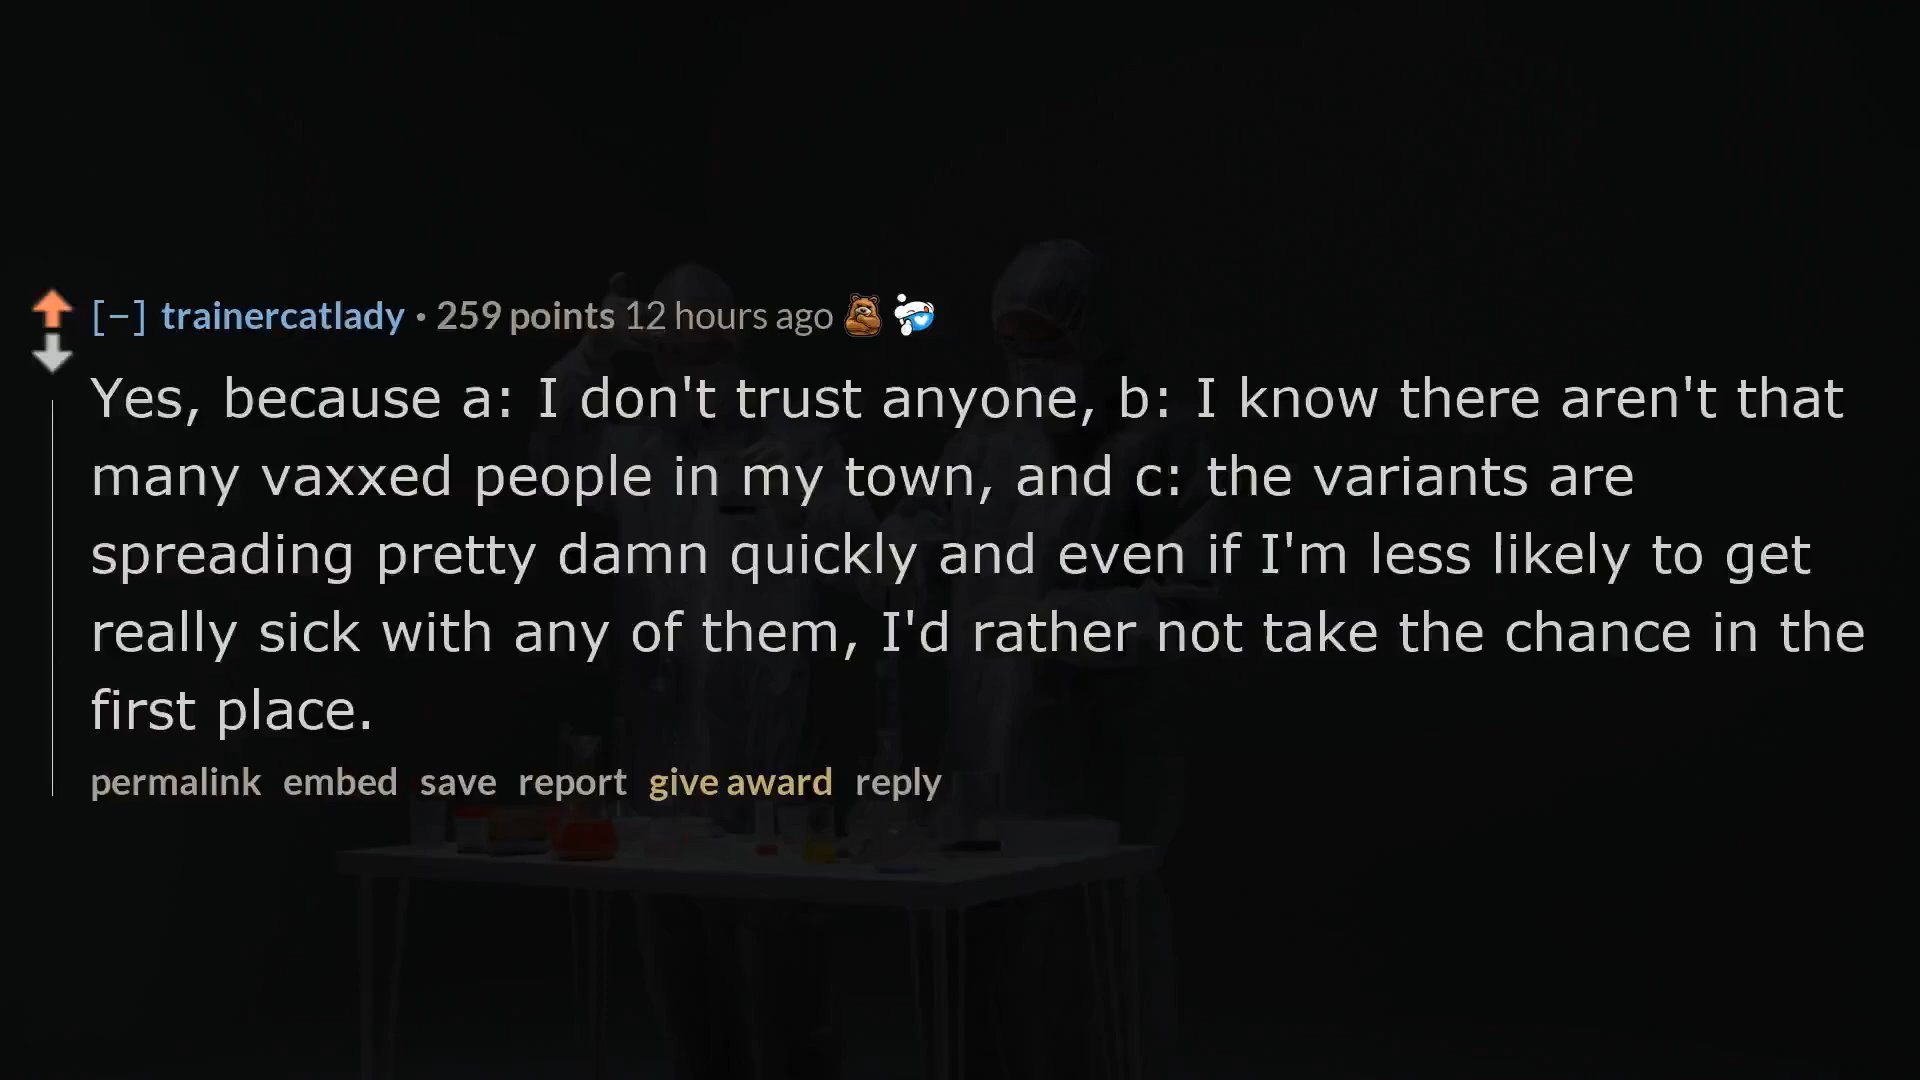 [–] trainercatlady • 259 points 12 hours ago
Yes, because a: I don't trust anyone, b: I know there aren't that
many vaxxed people in my town, and c: the variants are
spreading pretty damn quickly and even if I'm less likely to get
really sick with any of them, I'd rather not take the chance in the
first place.
permalink embed save report give award reply